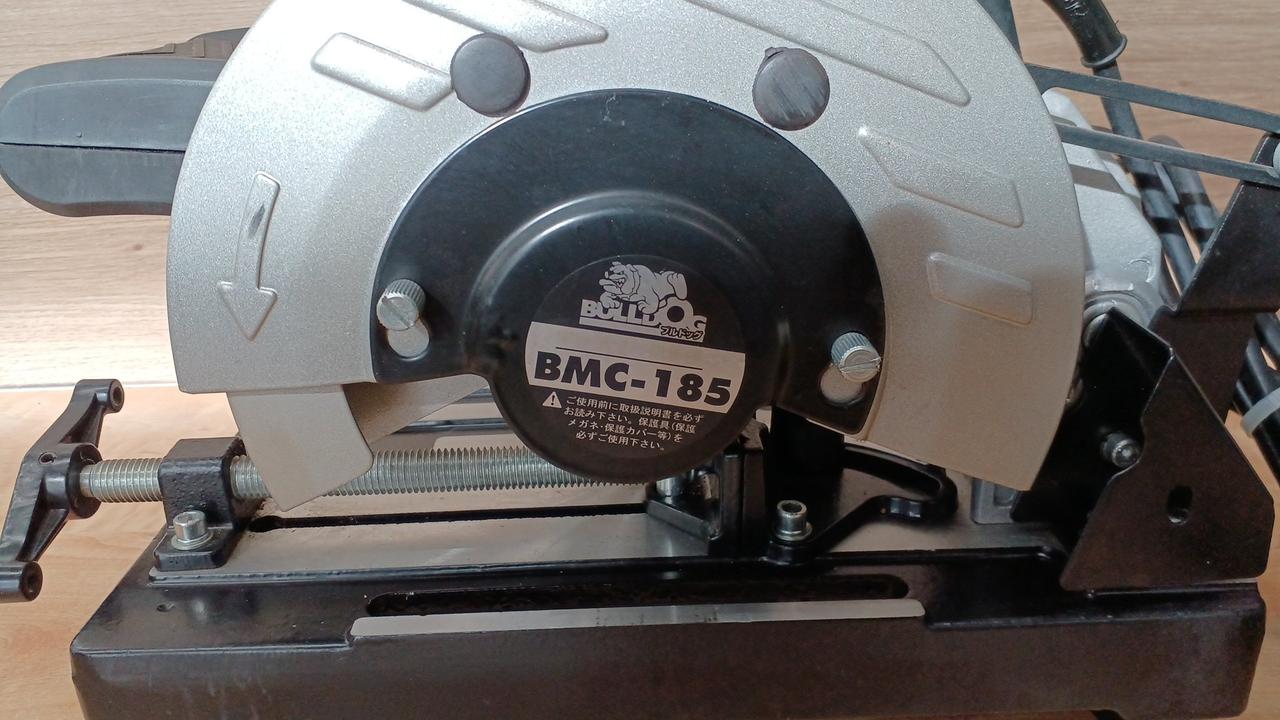 BULLDOG
ブルドッグ
BMC-185
ご使用前に取扱説明書を必ず
お読み下さい。保護具(保護
メガネ・保護カバー等)を
必ずご使用下さい。